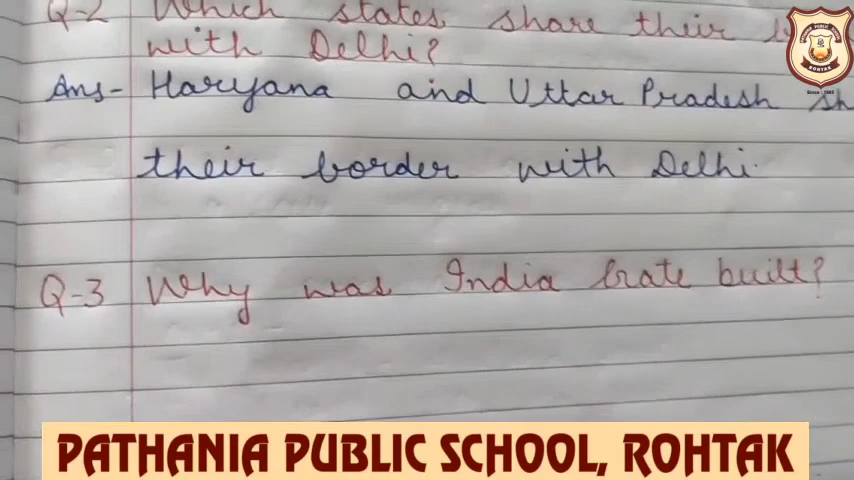 Q-2 Which states share their
with Delhi?
Ans- Haryana and Uttar Pradesh sh
their border with Delhi.
Q-3 Why was India Gate built?
PATHANIA PUBLIC SCHOOL, ROHTAK